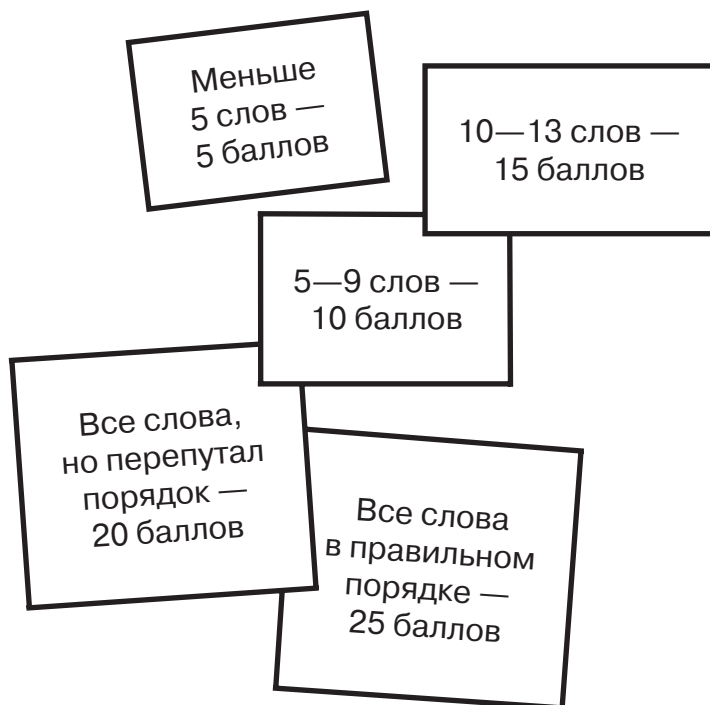 Меньше
5 слов —
5 баллов
10—13 слов —
15 баллов
5—9 слов —
10 баллов
Все слова,
но перепутал
порядок —
20 баллов
Все слова
в правильном
порядке —
25 баллов